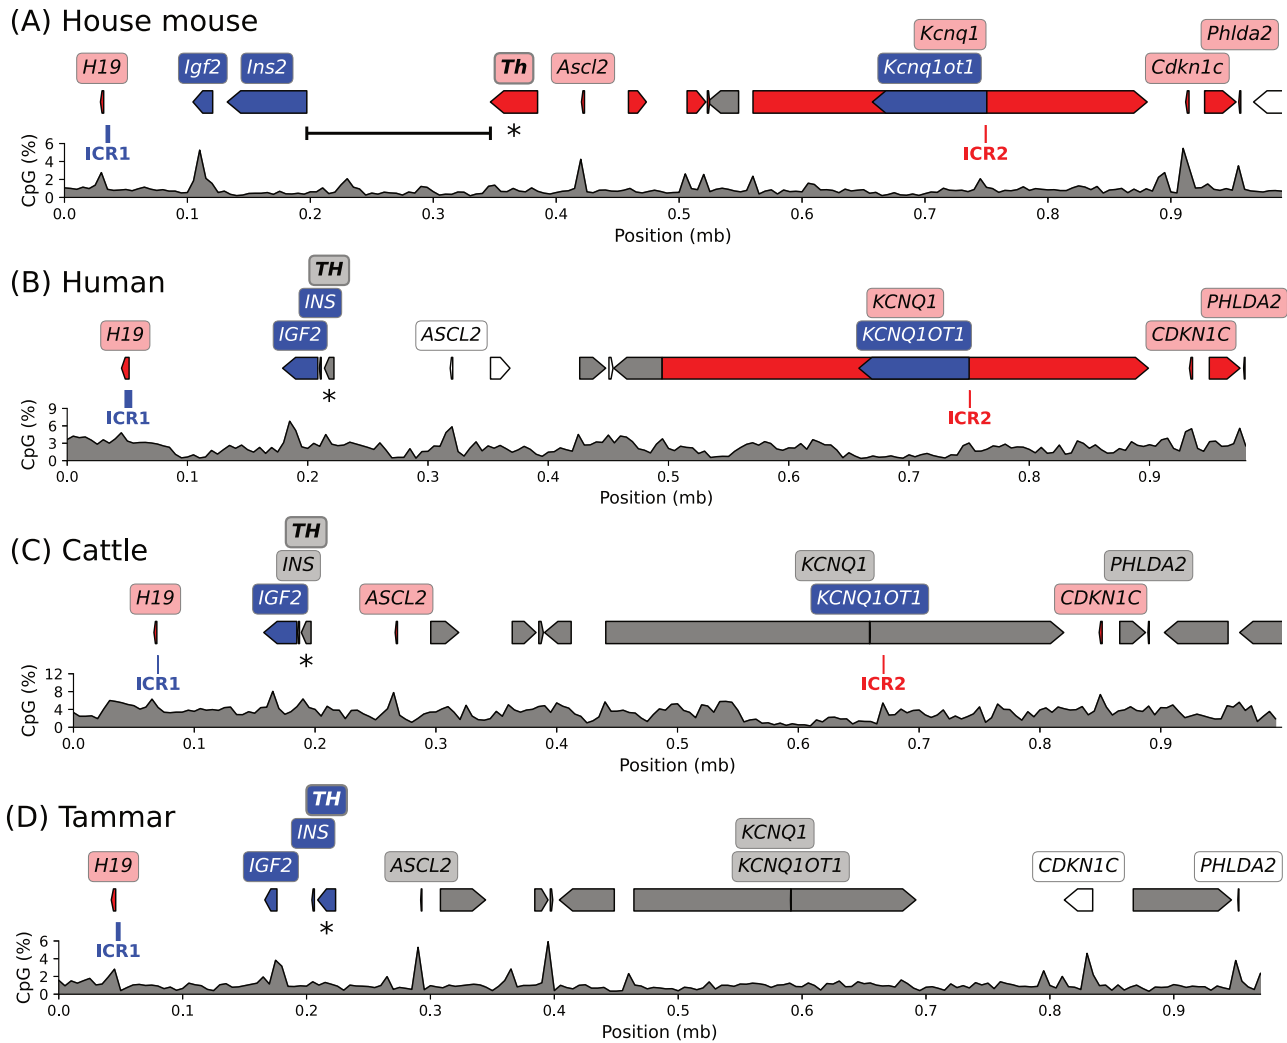 (A) House mouse
Phlda2
Kcnq1
H19 Igf2 Ins2 Th Ascl2 Kcnq1ot1 Cdkn1c
*
ICR1 ICR2
CpG (%)
6
4
2
0
0.0 0.1 0.2 0.3 0.4 0.5 0.6 0.7 0.8 0.9
Position (mb)
(B) Human
TH
INS KCNQ1 PHLDA2
H19 IGF2 ASCL2 KCNQ1OT1 CDKN1C
*
ICR1 ICR2
CpG (%)
9
6
3
0
0.0 0.1 0.2 0.3 0.4 0.5 0.6 0.7 0.8 0.9
Position (mb)
(C) Cattle
TH
INS KCNQ1 PHLDA2
H19 IGF2 ASCL2 KCNQ1OT1 CDKN1C
*
ICR1 ICR2
CpG (%)
12
8
4
0
0.0 0.1 0.2 0.3 0.4 0.5 0.6 0.7 0.8 0.9
Position (mb)
(D) Tammar
TH
INS KCNQ1
H19 IGF2 ASCL2 KCNQ1OT1 CDKN1C PHLDA2
*
ICR1
CpG (%)
6
4
2
0
0.0 0.1 0.2 0.3 0.4 0.5 0.6 0.7 0.8 0.9
Position (mb)